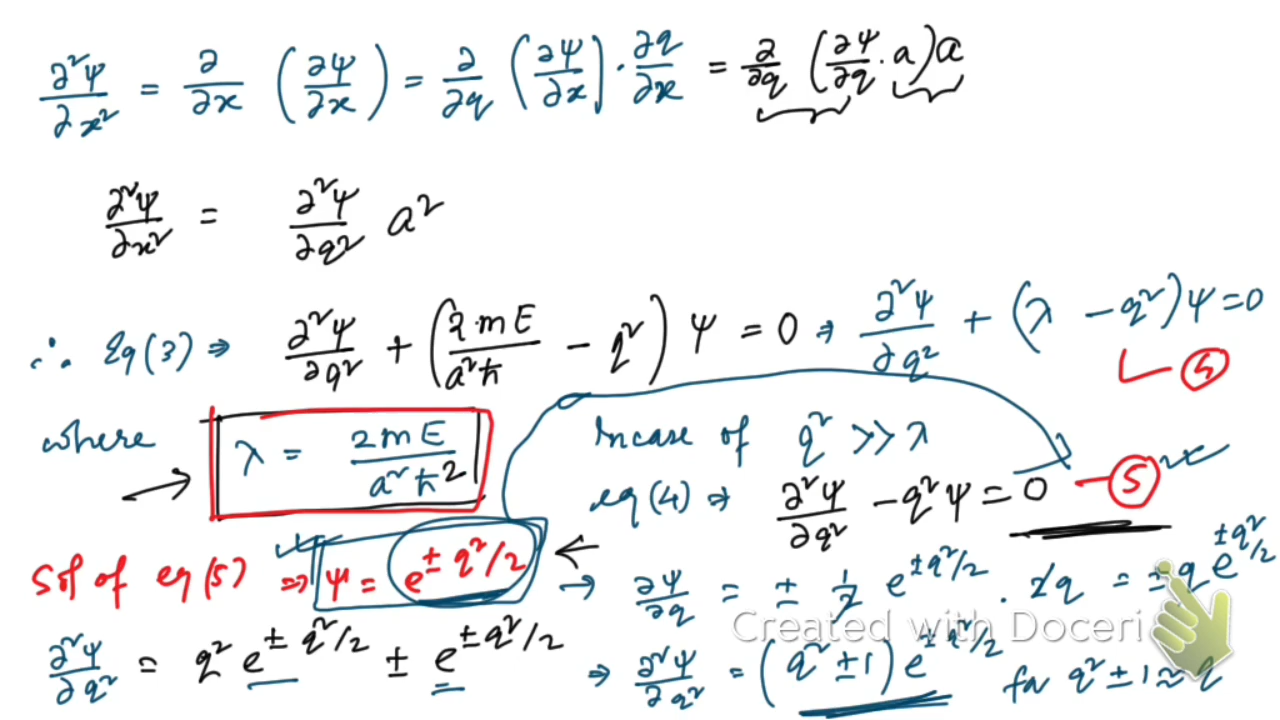 ∂²ψ/∂x² = ∂/∂x (∂ψ/∂x) = ∂/∂q (∂ψ/∂x) · ∂q/∂x = ∂/∂q (∂ψ/∂q · a) a
∂²ψ/∂x² = ∂²ψ/∂q² a²
∴ Eq (3) ⇒ ∂²ψ/∂q² + (2·mE/a²ħ − q²) ψ = 0 ⇒ ∂²ψ/∂q² + (λ − q²)ψ = 0
④
where λ = 2mE/a²ħ² Incase of q² >> λ
eq (4) ⇒ ∂²ψ/∂q² − q²ψ = 0 — ⑤
Sol of eq (5) ⇒ ψ = e^(± q²/2) ← → ∂ψ/∂q = ± 1/2 e^(±q²/2) · 2q = ± q e^(±q²/2)
Created with Doceri
∂²ψ/∂q² = q² e^(± q²/2) ± e^(±q²/2) ⇒ ∂²ψ/∂q² = (q² ± 1) e^(± q²/2) for q² ± 1 ≈ q